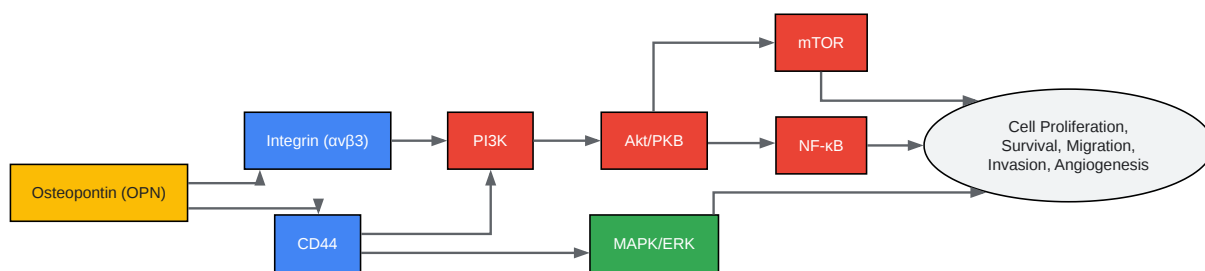 Osteopontin (OPN)
Integrin (αvβ3)
CD44
PI3K
Akt/PKB
MAPK/ERK
mTOR
NF-κB
Cell Proliferation,
Survival, Migration,
Invasion, Angiogenesis